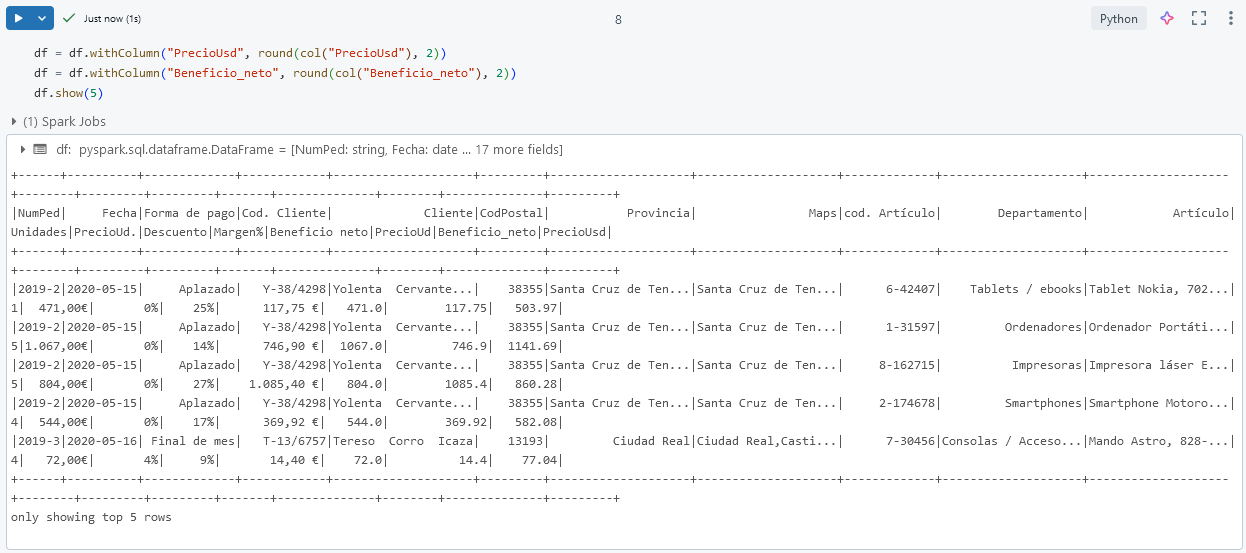 Just now (1s)
8
Python
df = df.withColumn("PrecioUsd", round(col("PrecioUsd"), 2))
df = df.withColumn("Beneficio_neto", round(col("Beneficio_neto"), 2))
df.show(5)
(1) Spark Jobs
df: pyspark.sql.dataframe.DataFrame = [NumPed: string, Fecha: date ... 17 more fields]
+------+----------+-------------+-----------+--------------------+---------+--------------------+--------------------+-------------+--------------------+--------------------
+--------+---------+---------+-------+--------------+--------+--------------+---------+
|NumPed|     Fecha|Forma de pago|Cod. Cliente|             Cliente|CodPostal|           Provincia|                Maps|cod. Artículo|        Departamento|            Artículo|
Unidades|PrecioUd.|Descuento|Margen%|Beneficio neto|PrecioUd|Beneficio_neto|PrecioUsd|
+------+----------+-------------+-----------+--------------------+---------+--------------------+--------------------+-------------+--------------------+--------------------
+--------+---------+---------+-------+--------------+--------+--------------+---------+
|2019-2|2020-05-15|     Aplazado|   Y-38/4298|Yolenta  Cervante...|    38355|Santa Cruz de Ten...|Santa Cruz de Ten...|      6-42407|    Tablets / ebooks|Tablet Nokia, 702...|
1|  471,00€|       0%|    25%|      117,75 €|   471.0|        117.75|   503.97|
|2019-2|2020-05-15|     Aplazado|   Y-38/4298|Yolenta  Cervante...|    38355|Santa Cruz de Ten...|Santa Cruz de Ten...|      1-31597|         Ordenadores|Ordenador Portáti...|
5|1.067,00€|       0%|    14%|      746,90 €|  1067.0|         746.9|  1141.69|
|2019-2|2020-05-15|     Aplazado|   Y-38/4298|Yolenta  Cervante...|    38355|Santa Cruz de Ten...|Santa Cruz de Ten...|     8-162715|          Impresoras|Impresora láser E...|
5|  804,00€|       0%|    27%|    1.085,40 €|   804.0|        1085.4|   860.28|
|2019-2|2020-05-15|     Aplazado|   Y-38/4298|Yolenta  Cervante...|    38355|Santa Cruz de Ten...|Santa Cruz de Ten...|     2-174678|         Smartphones|Smartphone Motoro...|
4|  544,00€|       0%|    17%|      369,92 €|   544.0|        369.92|   582.08|
|2019-3|2020-05-16| Final de mes|   T-13/6757|Tereso  Corro  Icaza|    13193|         Ciudad Real|Ciudad Real,Casti...|      7-30456|Consolas / Acceso...|Mando Astro, 828-...|
4|   72,00€|       4%|     9%|       14,40 €|    72.0|          14.4|    77.04|
+------+----------+-------------+-----------+--------------------+---------+--------------------+--------------------+-------------+--------------------+--------------------
+--------+---------+---------+-------+--------------+--------+--------------+---------+
only showing top 5 rows